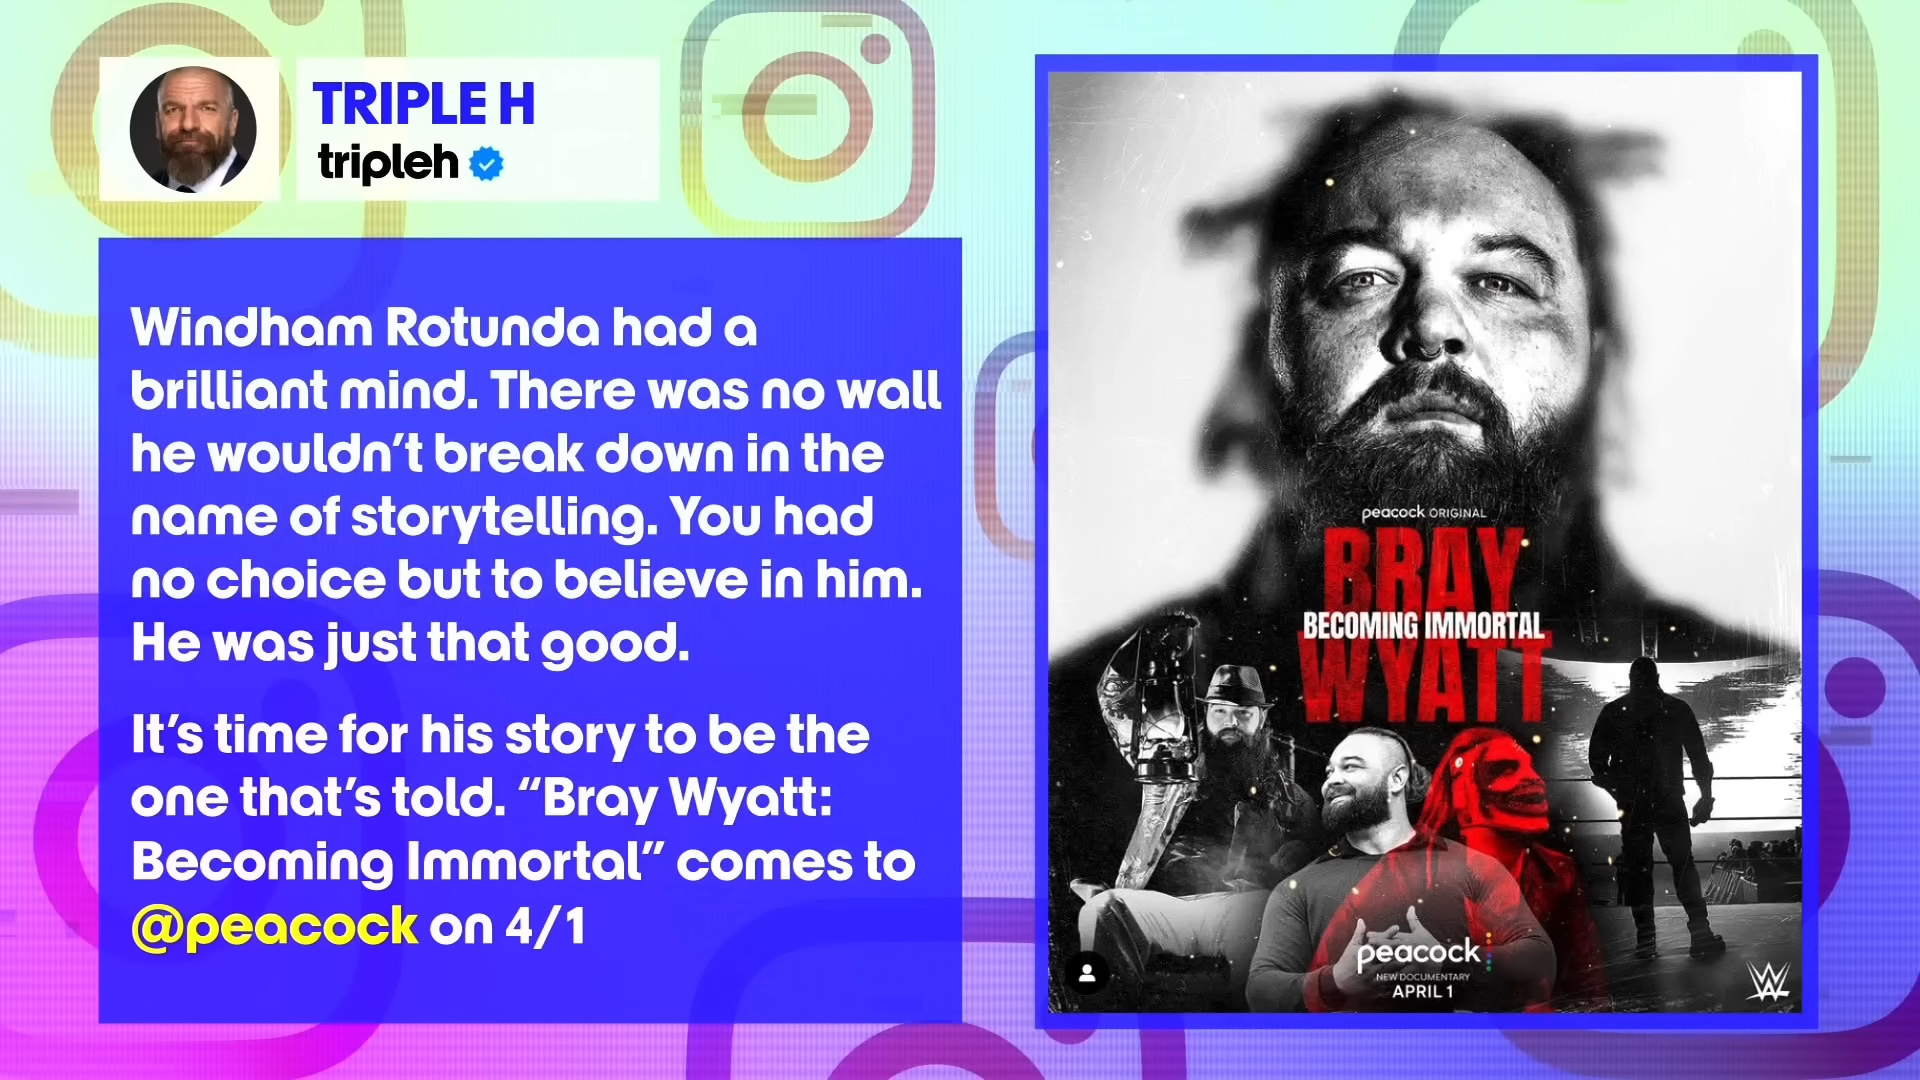 TRIPLE H
tripleh
Windham Rotunda had a
brilliant mind. There was no wall
he wouldn’t break down in the
name of storytelling. You had
no choice but to believe in him.
He was just that good.
It’s time for his story to be the
one that’s told. “Bray Wyatt:
Becoming Immortal” comes to
@peacock on 4/1
peacock ORIGINAL
BRAY
BECOMING IMMORTAL
WYATT
peacock
NEW DOCUMENTARY
APRIL 1
W